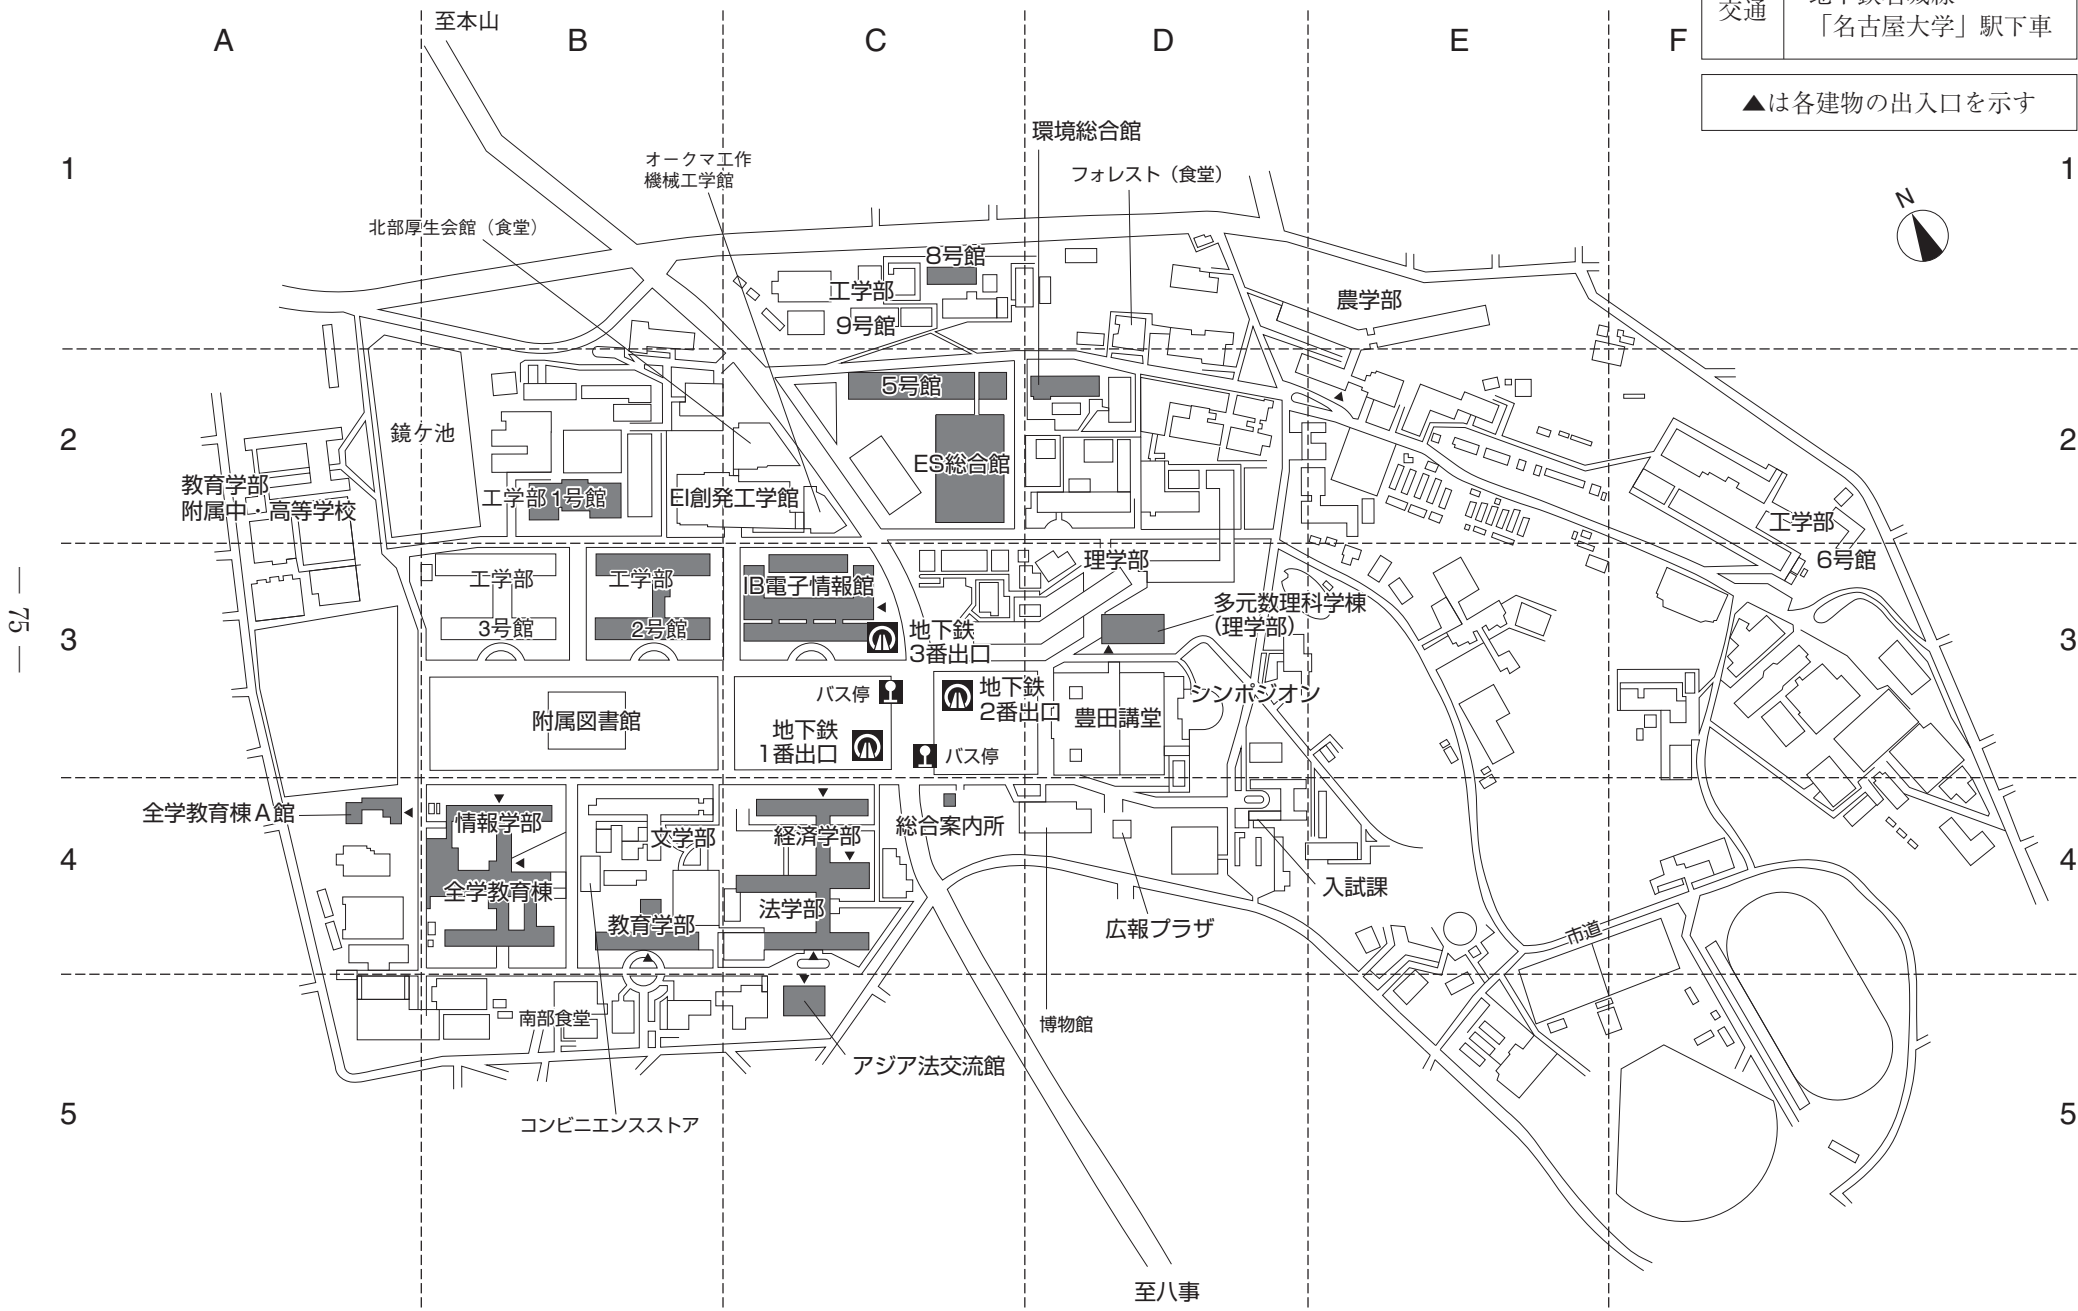 交通
「名古屋大学」駅下車
▲は各建物の出入口を示す
至本山
A
B
C
D
E
F
N
1
1
環境総合館
オークマ工作
機械工学館
フォレスト（食堂）
北部厚生会館（食堂）
8号館
工学部
9号館
農学部
2
2
5号館
鏡ケ池
ES総合館
教育学部
附属中・高等学校
工学部1号館
EI創発工学館
工学部
6号館
3
3
工学部
3号館
工学部
2号館
IB電子情報館
理学部
多元数理科学棟
(理学部)
地下鉄
3番出口
バス停
地下鉄
2番出口
シンポジオン
豊田講堂
附属図書館
地下鉄
1番出口
バス停
4
4
全学教育棟A館
情報学部
文学部
経済学部
総合案内所
全学教育棟
教育学部
法学部
入試課
広報プラザ
市道
5
5
南部食堂
博物館
アジア法交流館
コンビニエンスストア
至八事
— 75 —